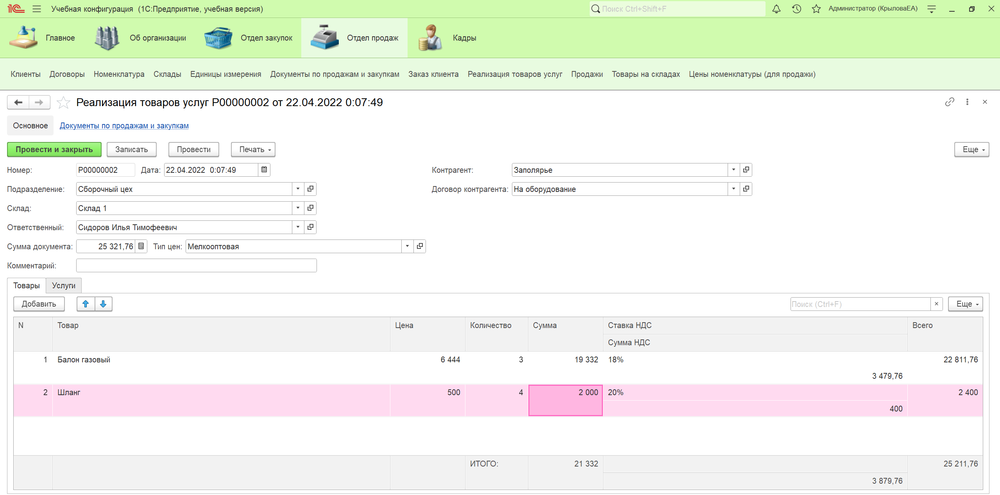 1С Учебная конфигурация (1С:Предприятие, учебная версия) Поиск Ctrl+Shift+F Администратор (КрыловаЕА)
Главное Об организации Отдел закупок Отдел продаж Кадры
Клиенты Договоры Номенклатура Склады Единицы измерения Документы по продажам и закупкам Заказ клиента Реализация товаров услуг Продажи Товары на складах Цены номенклатуры (для продажи)
Реализация товаров услуг Р00000002 от 22.04.2022 0:07:49
Основное Документы по продажам и закупкам
Провести и закрыть Записать Провести Печать Еще
Номер: Р00000002 Дата: 22.04.2022 0:07:49 Контрагент: Заполярье
Подразделение: Сборочный цех Договор контрагента: На оборудование
Склад: Склад 1
Ответственный: Сидоров Илья Тимофеевич
Сумма документа: 25 321,76 Тип цен: Мелкооптовая
Комментарий:
Товары Услуги
Добавить Поиск (Ctrl+F) Еще
N Товар Цена Количество Сумма Ставка НДС Всего
Сумма НДС
1 Балон газовый 6 444 3 19 332 18% 22 811,76
3 479,76
2 Шланг 500 4 2 000 20% 2 400
400
ИТОГО: 21 332 25 211,76
3 879,76